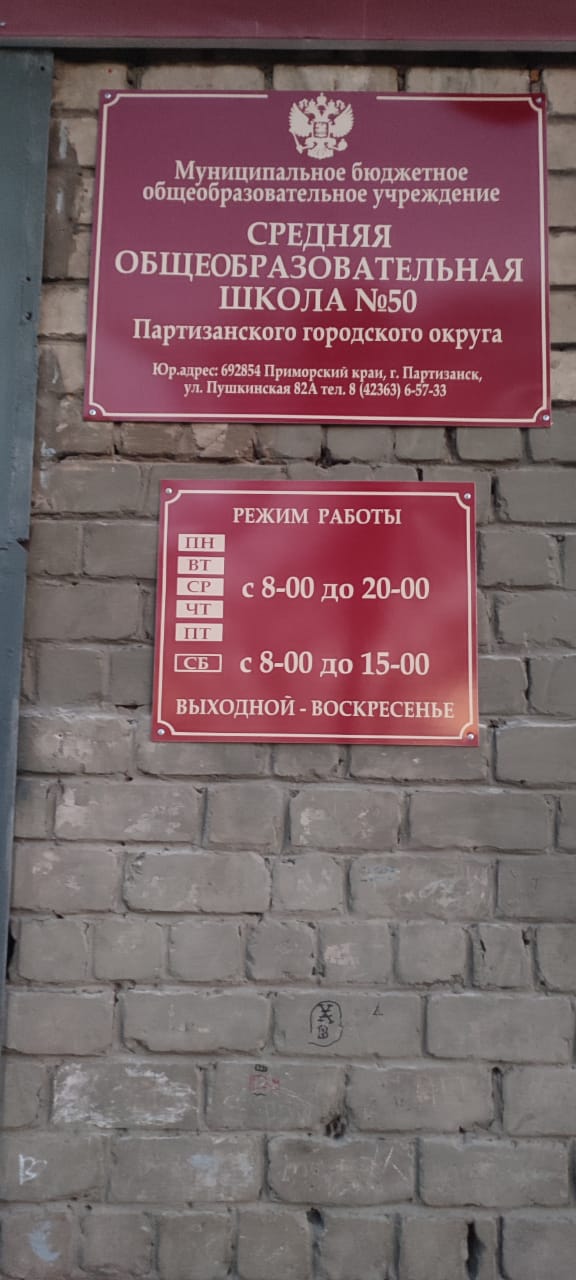 Муниципальное бюджетное
общеобразовательное учреждение
СРЕДНЯЯ
ОБЩЕОБРАЗОВАТЕЛЬНАЯ
ШКОЛА №50
Партизанского городского округа
Юр.адрес: 692854 Приморский край, г. Партизанск,
ул. Пушкинская 82А тел. 8 (42363) 6-57-33
РЕЖИМ РАБОТЫ
ПН
ВТ
СР с 8-00 до 20-00
ЧТ
ПТ
СБ с 8-00 до 15-00
ВЫХОДНОЙ - ВОСКРЕСЕНЬЕ